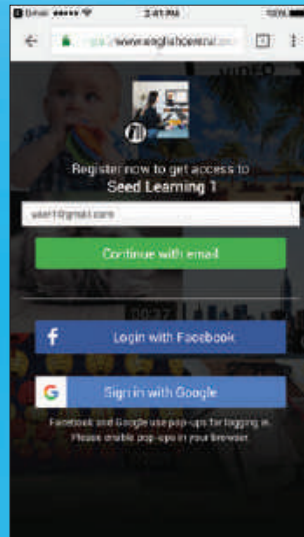 2:41 PM
www.englishcentral.com
Register now to get access to
Seed Learning 1
user1@gmail.com
Continue with email
Login with Facebook
Sign in with Google
Facebook and Google use pop-ups for logging in.
Please enable pop-ups in your browser.